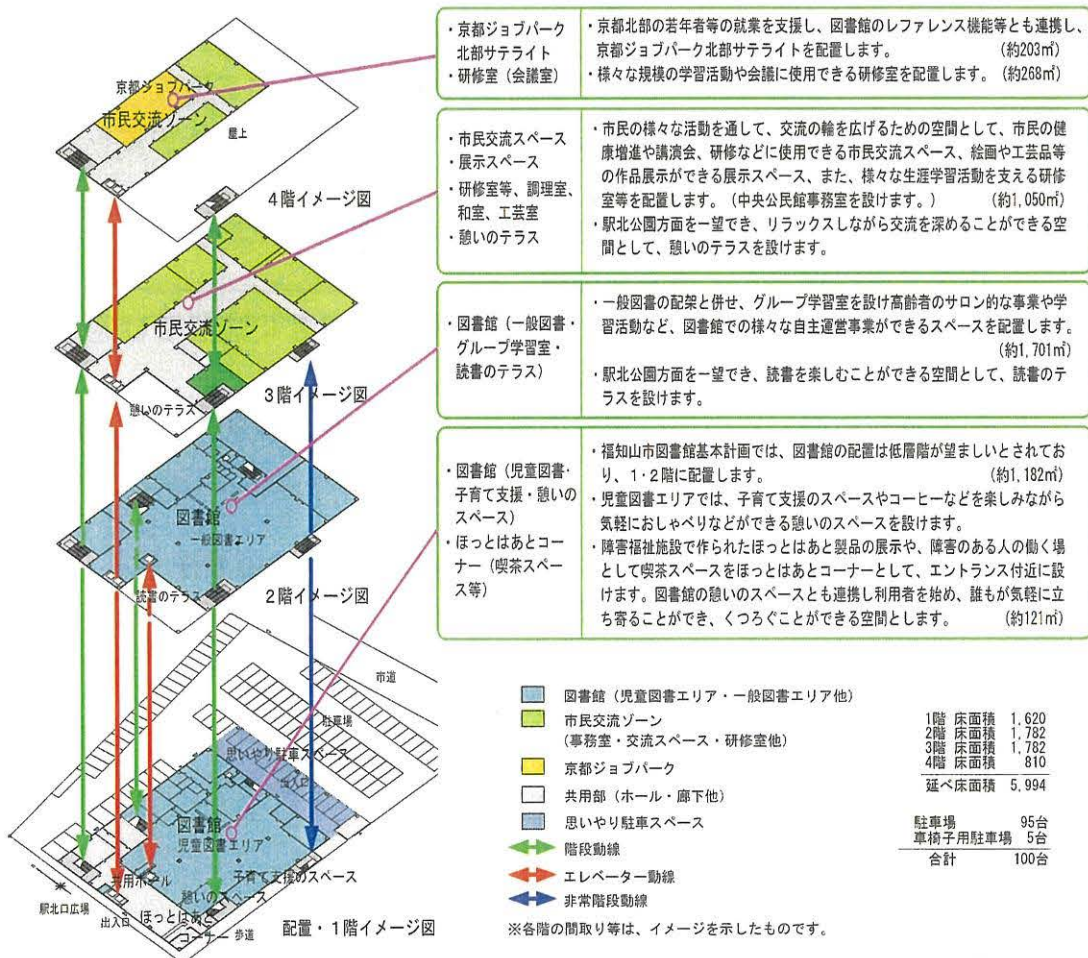 ・京都ジョブパーク
北部サテライト
・研修室（会議室）
・京都北部の若年者等の就業を支援し、図書館のレファレンス機能等とも連携し、
京都ジョブパーク北部サテライトを配置します。　（約203㎡）
・様々な規模の学習活動や会議に使用できる研修室を配置します。（約268㎡）
・市民交流スペース
・展示スペース
・研修室等、調理室、
和室、工芸室
・憩いのテラス
・市民の様々な活動を通して、交流の輪を広げるための空間として、市民の健
康増進や講演会、研修などに使用できる市民交流スペース、絵画や工芸品等
の作品展示ができる展示スペース、また、様々な生涯学習活動を支える研修
室等を配置します。（中央公民館事務室を設けます。）　（約1,050㎡）
・駅北公園方面を一望でき、リラックスしながら交流を深めることができる空
間として、憩いのテラスを設けます。
・図書館（一般図書・
グループ学習室・
読書のテラス）
・一般図書の配架と併せ、グループ学習室を設け高齢者のサロン的な事業や学
習活動など、図書館での様々な自主運営事業ができるスペースを配置します。
（約1,701㎡）
・駅北公園方面を一望でき、読書を楽しむことができる空間として、読書のテ
ラスを設けます。
・図書館（児童図書・
子育て支援・憩いの
スペース）
・ほっとはあとコー
ナー（喫茶スペー
ス等）
・福知山市図書館基本計画では、図書館の配置は低層階が望ましいとされてお
り、1・2階に配置します。　（約1,182㎡）
・児童図書エリアでは、子育て支援のスペースやコーヒーなどを楽しみながら
気軽におしゃべりなどができる憩いのスペースを設けます。
・障害福祉施設で作られたほっとはあと製品の展示や、障害のある人の働く場
として喫茶スペースをほっとはあとコーナーとして、エントランス付近に設
けます。図書館の憩いのスペースとも連携し利用者を始め、誰もが気軽に立
ち寄ることができ、くつろぐことができる空間とします。　（約121㎡）
京都ジョブパーク
市民交流ゾーン
屋上
4階イメージ図
市民交流ゾーン
3階イメージ図
憩いのテラス
図書館
一般図書エリア
読書のテラス
2階イメージ図
市道
駐車場
思いやり駐車スペース
出入口
図書館
児童図書エリア
共用ホール
子育て支援のスペース
憩いのスペース
駅北口広場
出入口
ほっとはあと
コーナー
歩道
配置・1階イメージ図
図書館（児童図書エリア・一般図書エリア他）
市民交流ゾーン
（事務室・交流スペース・研修室他）
京都ジョブパーク
共用部（ホール・廊下他）
思いやり駐車スペース
階段動線
エレベーター動線
非常階段動線
※各階の間取り等は、イメージを示したものです。
1階 床面積 1,620
2階 床面積 1,782
3階 床面積 1,782
4階 床面積 810
延べ床面積 5,994
駐車場 95台
車椅子用駐車場 5台
合計 100台